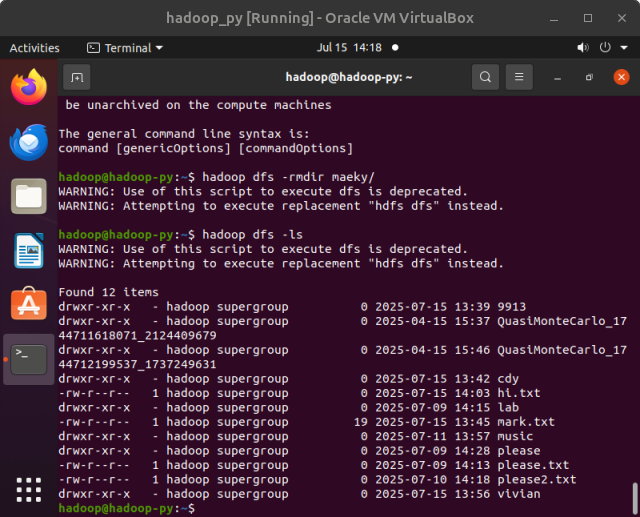 hadoop_py [Running] - Oracle VM VirtualBox
Activities
Terminal
Jul 15 14:18
hadoop@hadoop-py: ~
be unarchived on the compute machines
The general command line syntax is:
command [genericOptions] [commandOptions]
hadoop@hadoop-py:~$ hadoop dfs -rmdir maeky/
WARNING: Use of this script to execute dfs is deprecated.
WARNING: Attempting to execute replacement "hdfs dfs" instead.
hadoop@hadoop-py:~$ hadoop dfs -ls
WARNING: Use of this script to execute dfs is deprecated.
WARNING: Attempting to execute replacement "hdfs dfs" instead.
Found 12 items
drwxr-xr-x   - hadoop supergroup          0 2025-07-15 13:39 9913
drwxr-xr-x   - hadoop supergroup          0 2025-04-15 15:37 QuasiMonteCarlo_17
44711618071_2124409679
drwxr-xr-x   - hadoop supergroup          0 2025-04-15 15:46 QuasiMonteCarlo_17
44712199537_1737249631
drwxr-xr-x   - hadoop supergroup          0 2025-07-15 13:42 cdy
-rw-r--r--   1 hadoop supergroup          0 2025-07-15 14:03 hi.txt
drwxr-xr-x   - hadoop supergroup          0 2025-07-09 14:15 lab
-rw-r--r--   1 hadoop supergroup         19 2025-07-15 13:45 mark.txt
drwxr-xr-x   - hadoop supergroup          0 2025-07-11 13:57 music
drwxr-xr-x   - hadoop supergroup          0 2025-07-09 14:28 please
-rw-r--r--   1 hadoop supergroup          0 2025-07-09 14:13 please.txt
-rw-r--r--   1 hadoop supergroup          0 2025-07-10 14:18 please2.txt
drwxr-xr-x   - hadoop supergroup          0 2025-07-15 13:56 vivian
hadoop@hadoop-py:~$